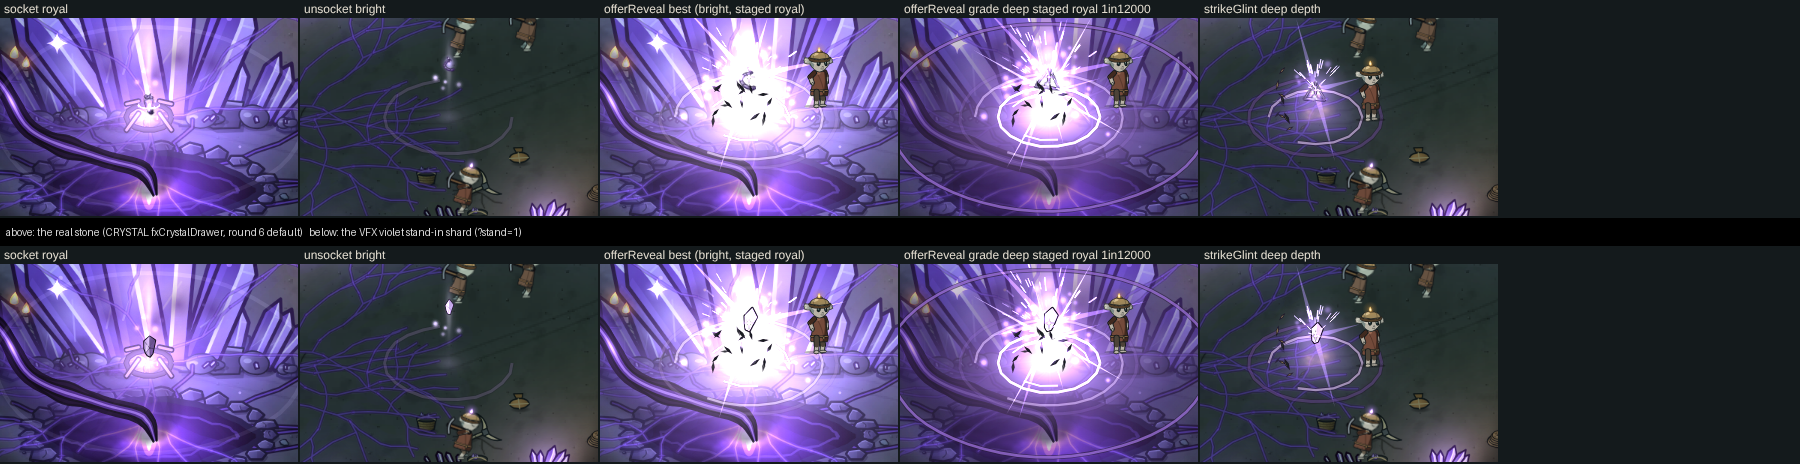 socket royal
unsocket bright
offerReveal best (bright, staged royal)
offerReveal grade deep staged royal 1in12000
strikeGlint deep depth
above: the real stone (CRYSTAL fxCrystalDrawer, round 6 default)  below: the VFX violet stand-in shard (?stand=1)
socket royal
unsocket bright
offerReveal best (bright, staged royal)
offerReveal grade deep staged royal 1in12000
strikeGlint deep depth